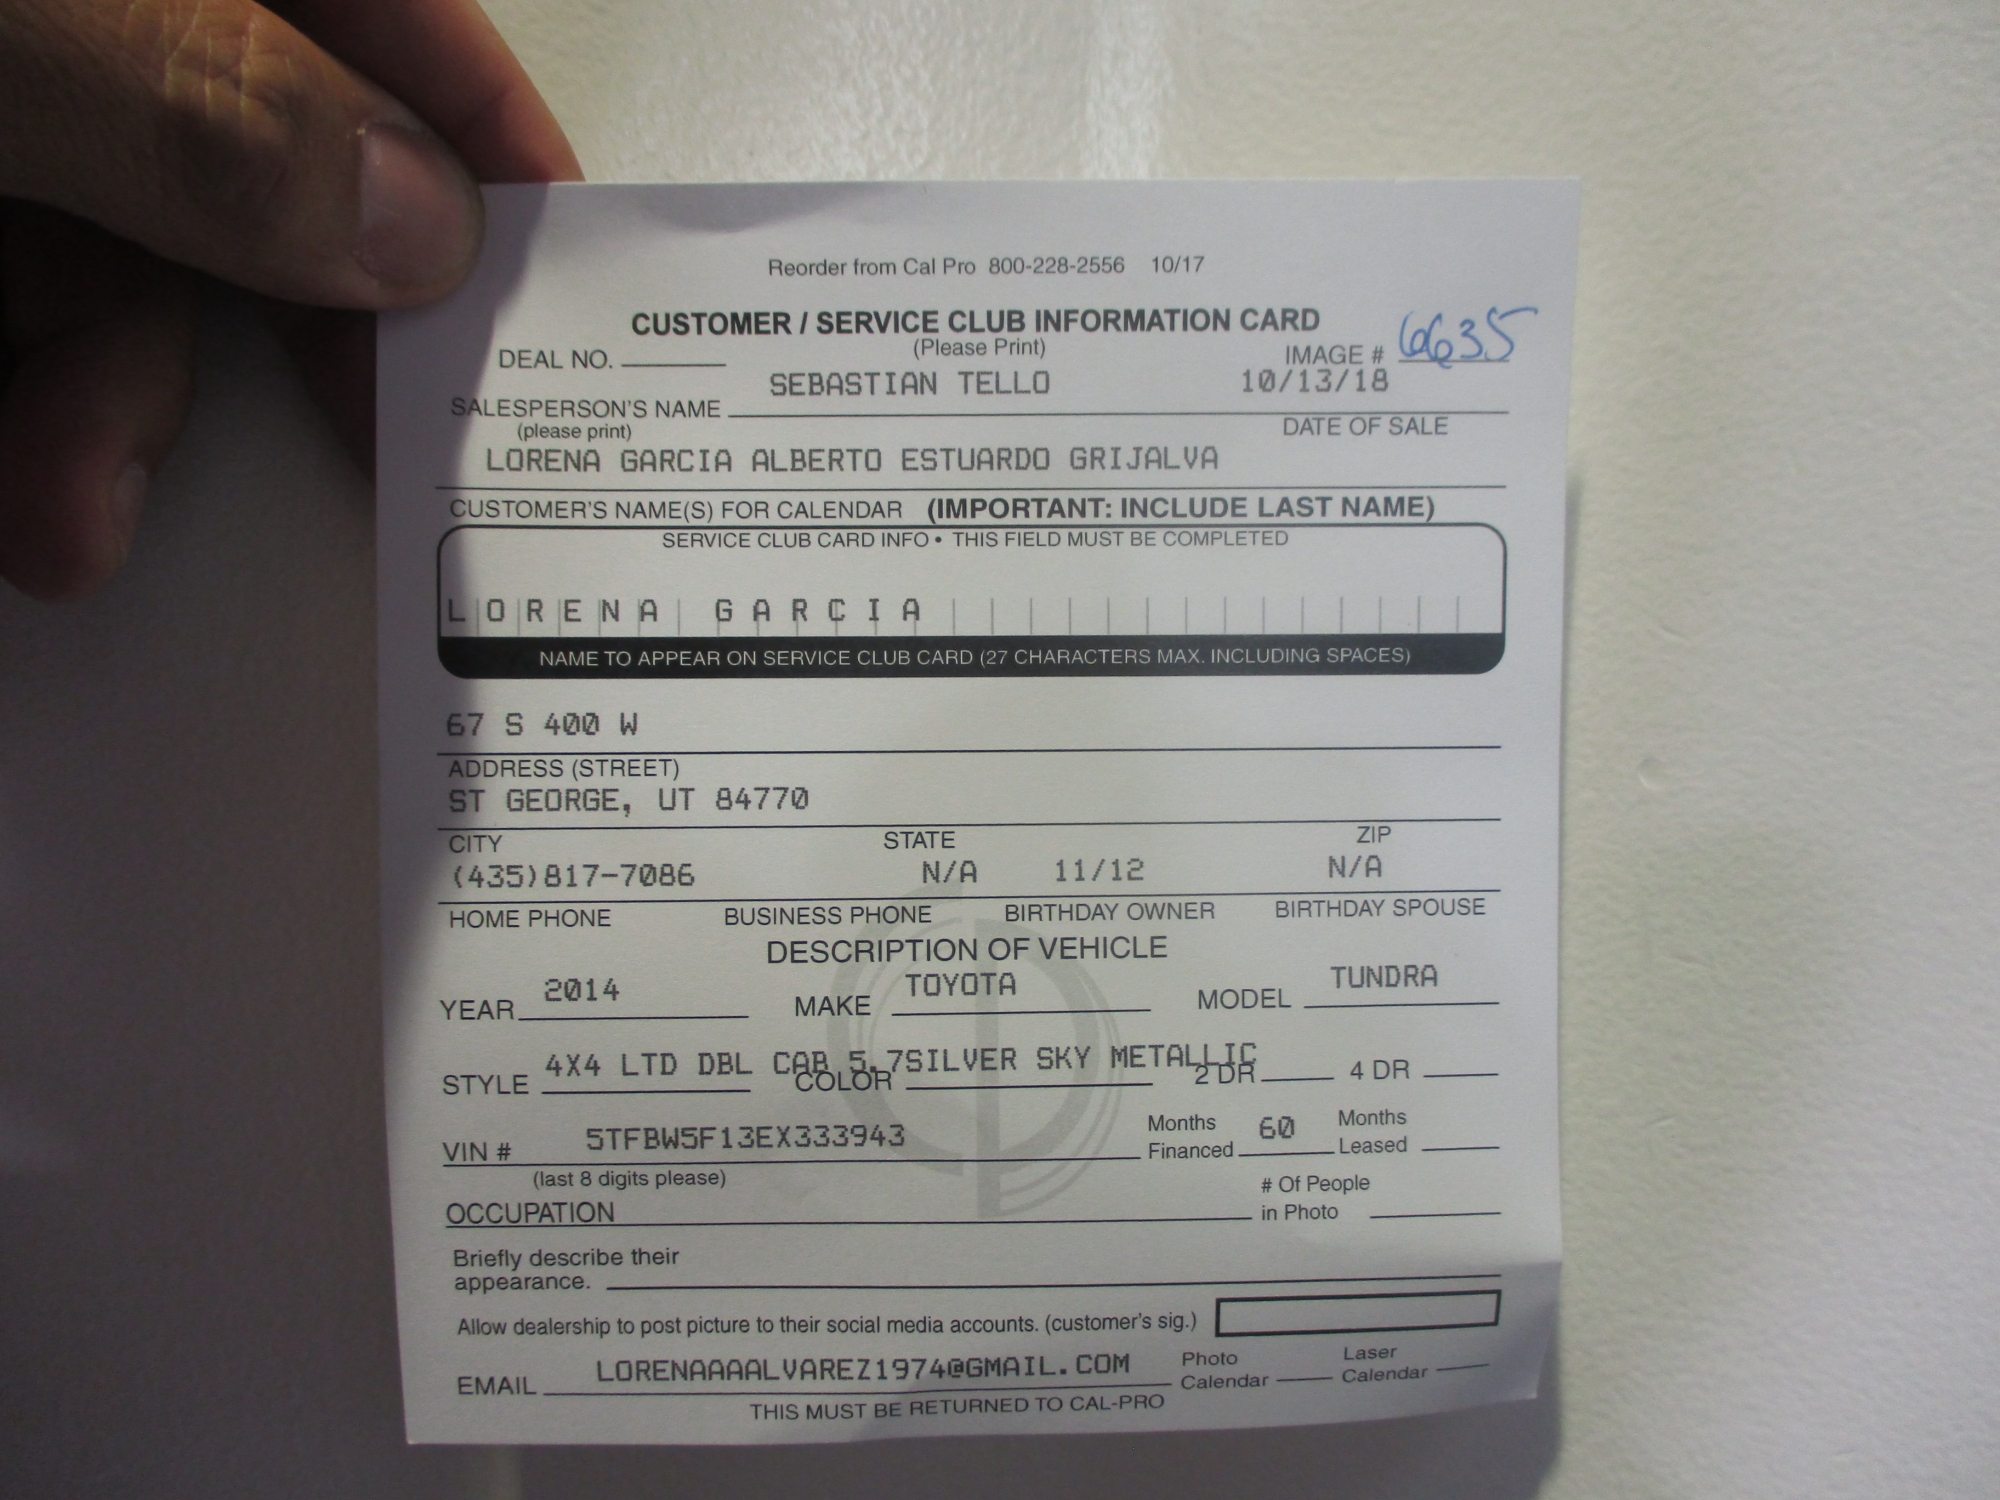 Reorder from Cal Pro 800-228-2556 10/17
CUSTOMER / SERVICE CLUB INFORMATION CARD
(Please Print)
DEAL NO. IMAGE # 6635
SEBASTIAN TELLO 10/13/18
SALESPERSON'S NAME
(please print) DATE OF SALE
LORENA GARCIA ALBERTO ESTUARDO GRIJALVA
CUSTOMER'S NAME(S) FOR CALENDAR (IMPORTANT: INCLUDE LAST NAME)
SERVICE CLUB CARD INFO • THIS FIELD MUST BE COMPLETED
LORENA GARCIA
NAME TO APPEAR ON SERVICE CLUB CARD (27 CHARACTERS MAX. INCLUDING SPACES)
67 S 400 W
ADDRESS (STREET)
ST GEORGE, UT 84770
CITY STATE ZIP
(435)817-7086 N/A 11/12 N/A
HOME PHONE BUSINESS PHONE BIRTHDAY OWNER BIRTHDAY SPOUSE
DESCRIPTION OF VEHICLE
YEAR 2014 MAKE TOYOTA MODEL TUNDRA
4X4 LTD DBL CAB 5.7SILVER SKY METALLIC
STYLE COLOR 2 DR 4 DR
VIN # 5TFBW5F13EX333943 Months Financed 60 Months Leased
(last 8 digits please)
OCCUPATION # Of People in Photo
Briefly describe their
appearance.
Allow dealership to post picture to their social media accounts. (customer's sig.)
EMAIL LORENAAAALVAREZ1974@GMAIL.COM Photo Calendar Laser Calendar
THIS MUST BE RETURNED TO CAL-PRO